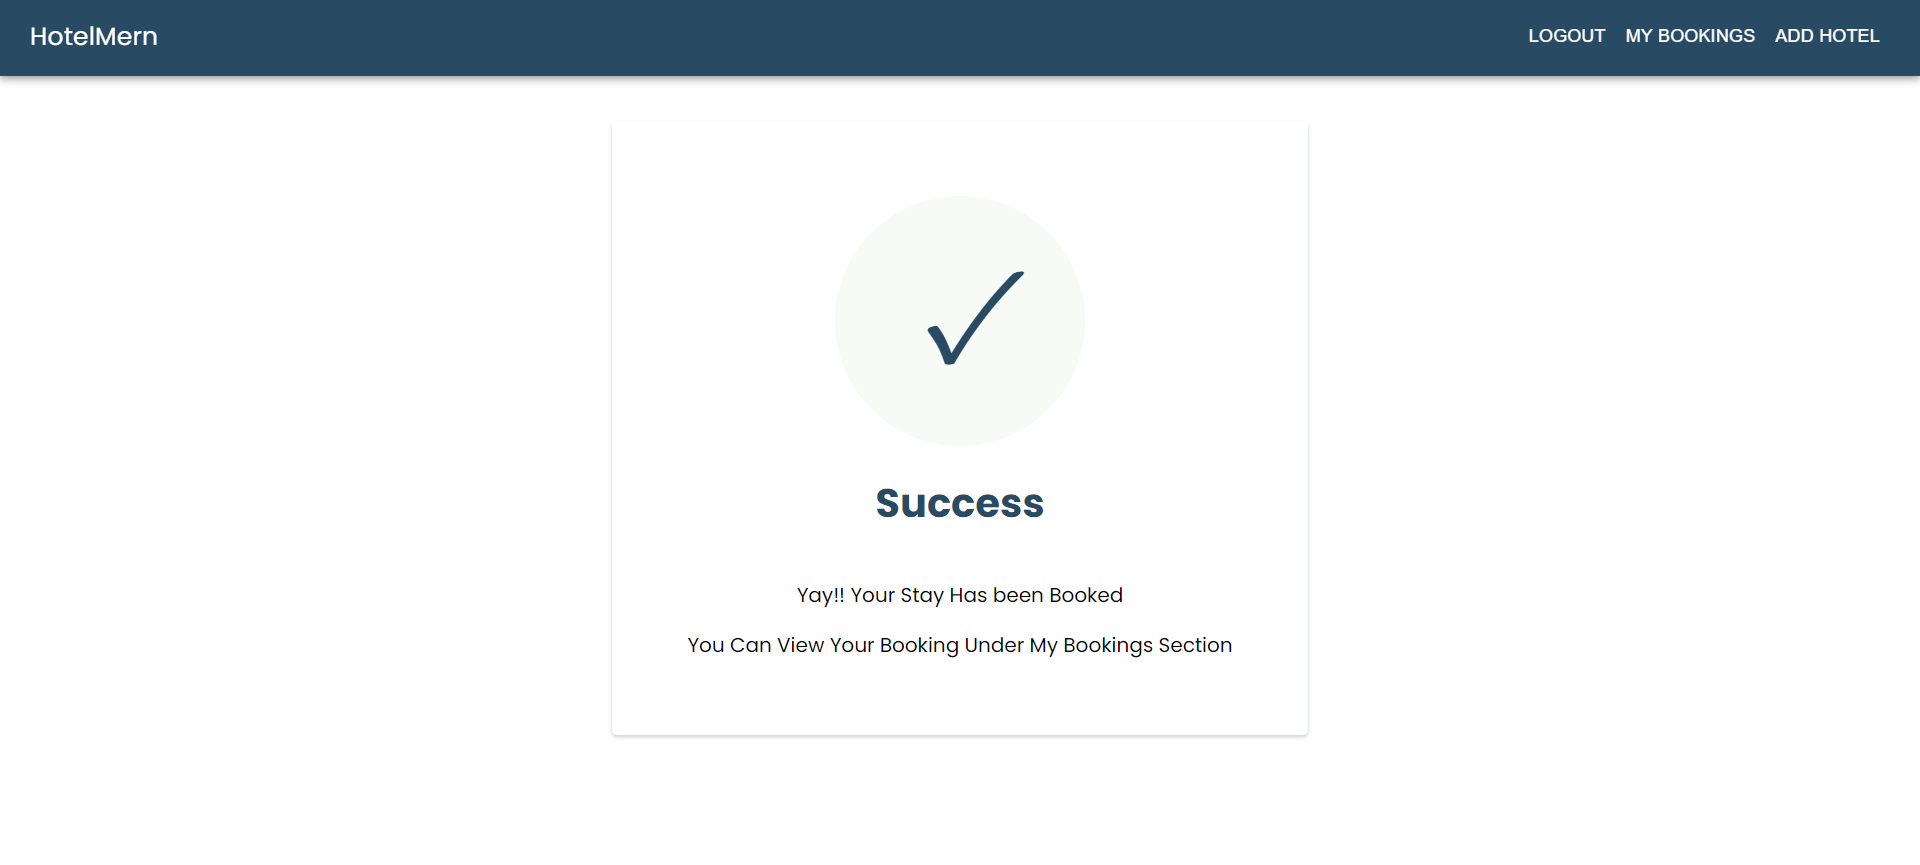 HotelMern
LOGOUT MY BOOKINGS ADD HOTEL
Success
Yay!! Your Stay Has been Booked
You Can View Your Booking Under My Bookings Section